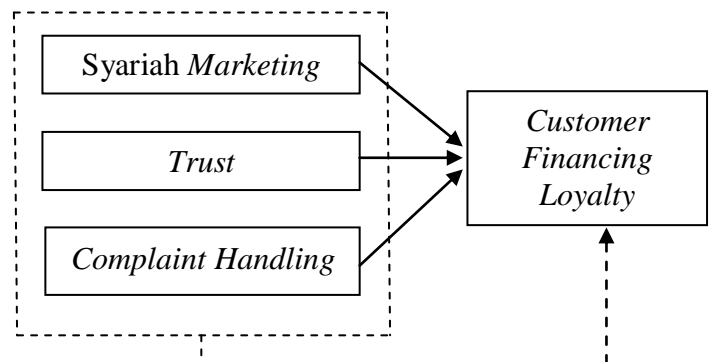 Syariah Marketing
Trust
Complaint Handling
Customer
Financing
Loyalty